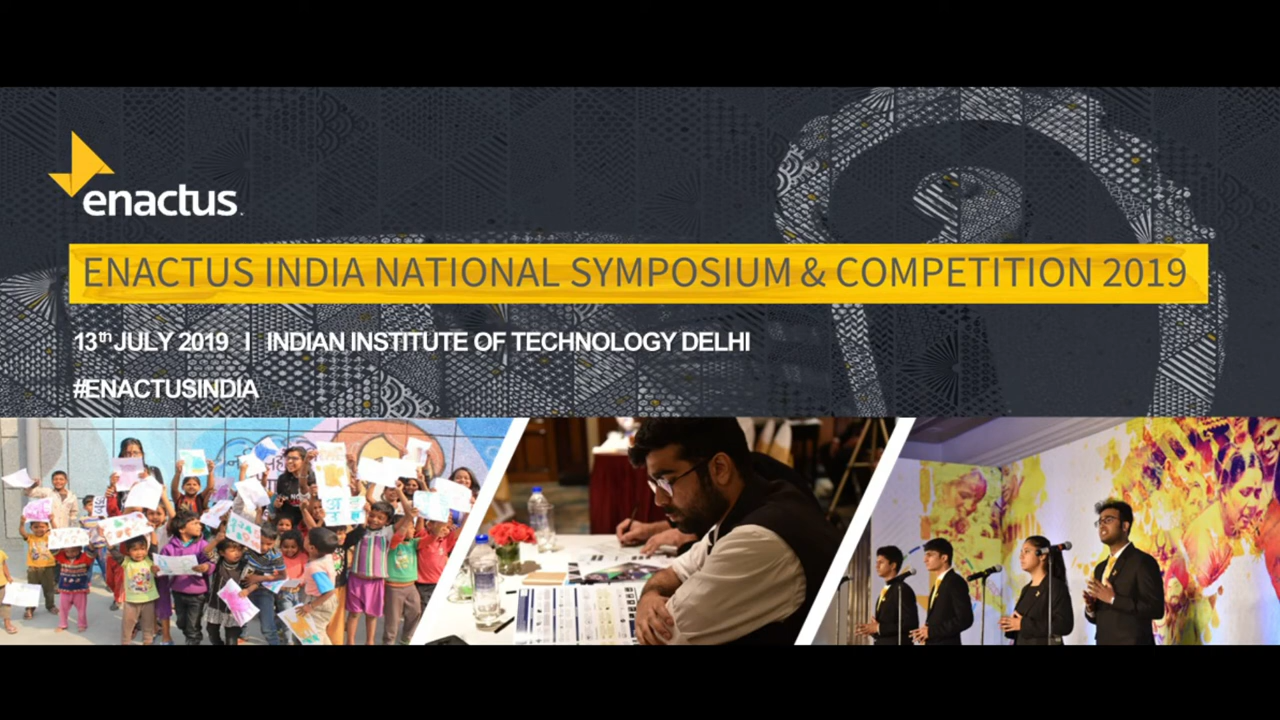 enactus
ENACTUS INDIA NATIONAL SYMPOSIUM & COMPETITION 2019
13th JULY 2019 I INDIAN INSTITUTE OF TECHNOLOGY DELHI
#ENACTUSINDIA